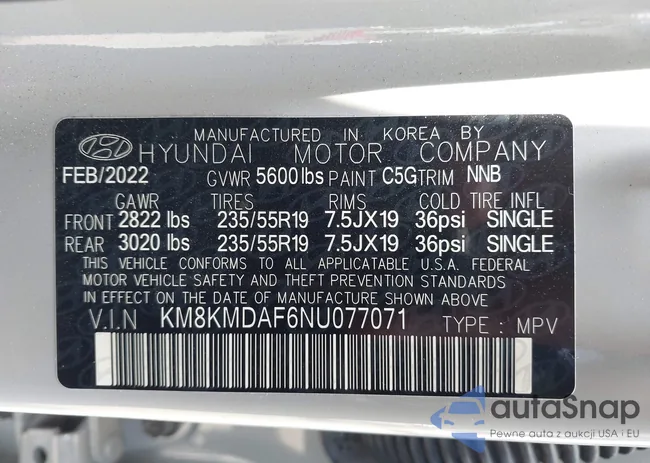 MANUFACTURED IN KOREA BY
HYUNDAI MOTOR COMPANY
FEB/2022 GVWR 5600 lbs PAINT C5G TRIM NNB
GAWR TIRES RIMS COLD TIRE INFL
FRONT 2822 lbs 235/55R19 7.5JX19 36psi SINGLE
REAR 3020 lbs 235/55R19 7.5JX19 36psi SINGLE
THIS VEHICLE CONFORMS TO ALL APPLICATABLE U.S.A. FEDERAL
MOTOR VEHICLE SAFETY AND THEFT PREVENTION STANDARDS
IN EFFECT ON THE DATE OF MANUFACTURE SHOWN ABOVE
V.I.N KM8KMDAF6NU077071 TYPE : MPV
autaSnap
Pewne auta z aukcji USA i EU